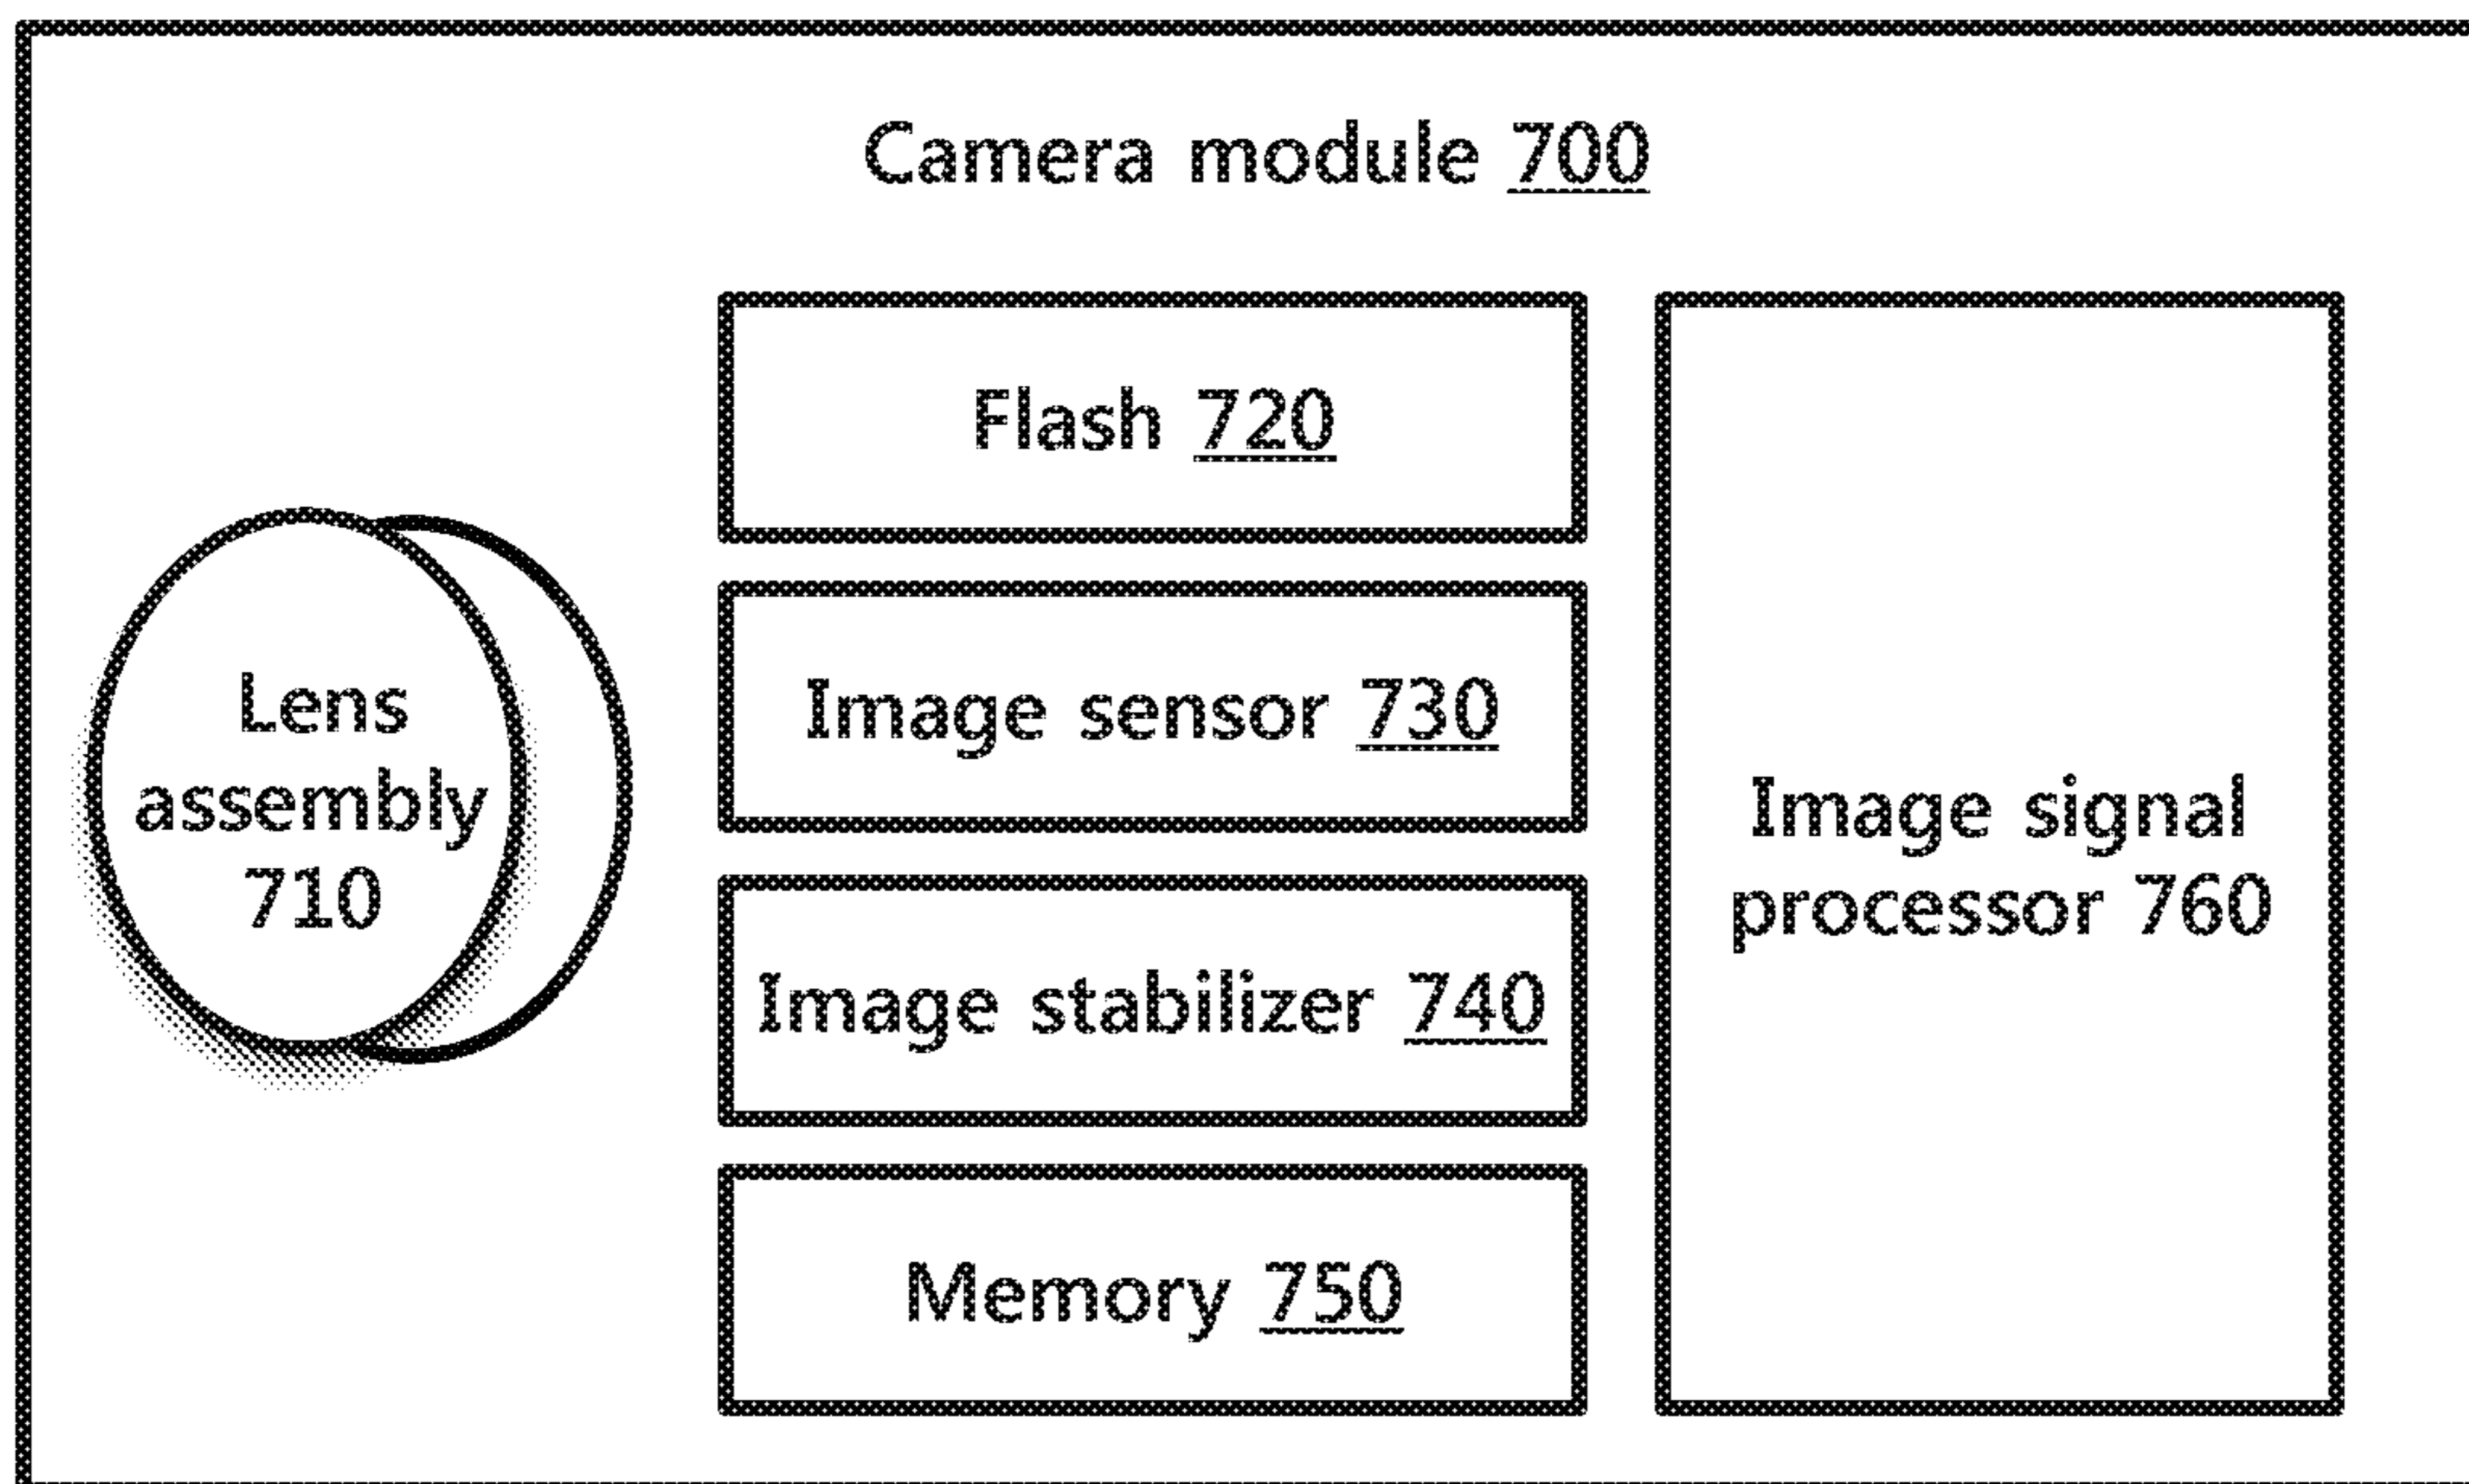 Camera module 700
Flash 720
Lens
assembly
710
Image sensor 730
Image stabilizer 740
Memory 750
Image signal
processor 760